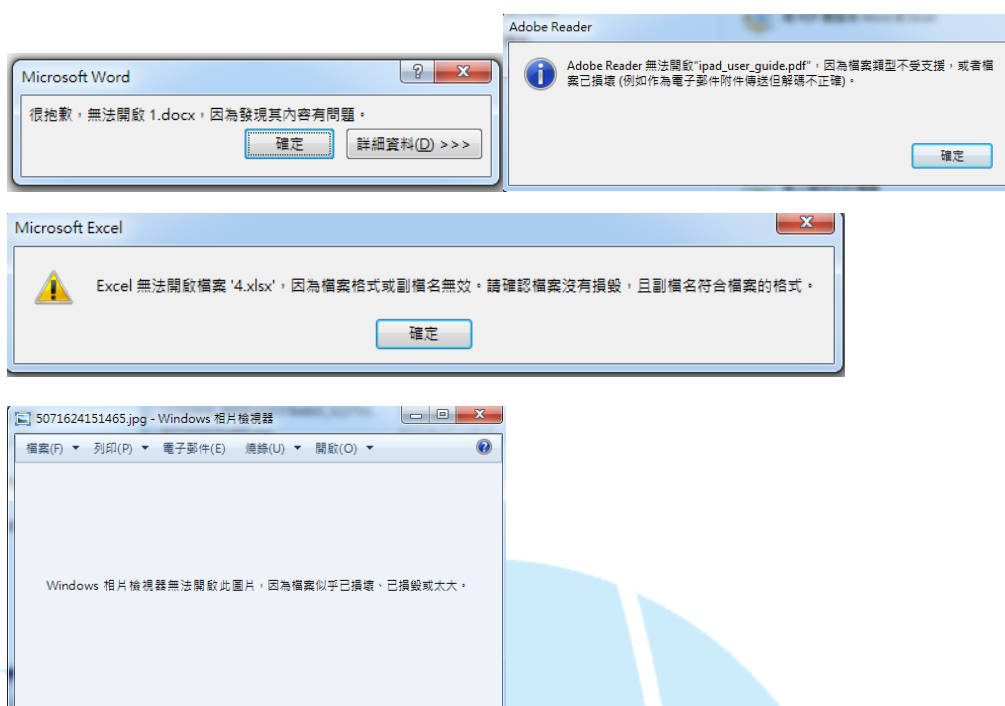 Microsoft Word
很抱歉，無法開啟 1.docx，因為發現其內容有問題。
確定
詳細資料(D) >>>
Adobe Reader
Adobe Reader 無法開啟"ipad_user_guide.pdf"，因為檔案類型不受支援，或者檔
案已損壞 (例如作為電子郵件附件傳送但解碼不正確)。
確定
Microsoft Excel
Excel 無法開啟檔案 '4.xlsx'，因為檔案格式或副檔名無效。請確認檔案沒有損毀，且副檔名符合檔案的格式。
確定
5071624151465.jpg - Windows 相片檢視器
檔案(F) 列印(P) 電子郵件(E) 燒錄(U) 開啟(O)
Windows 相片檢視器無法開啟此圖片，因為檔案似乎已損壞、已損毀或太大。